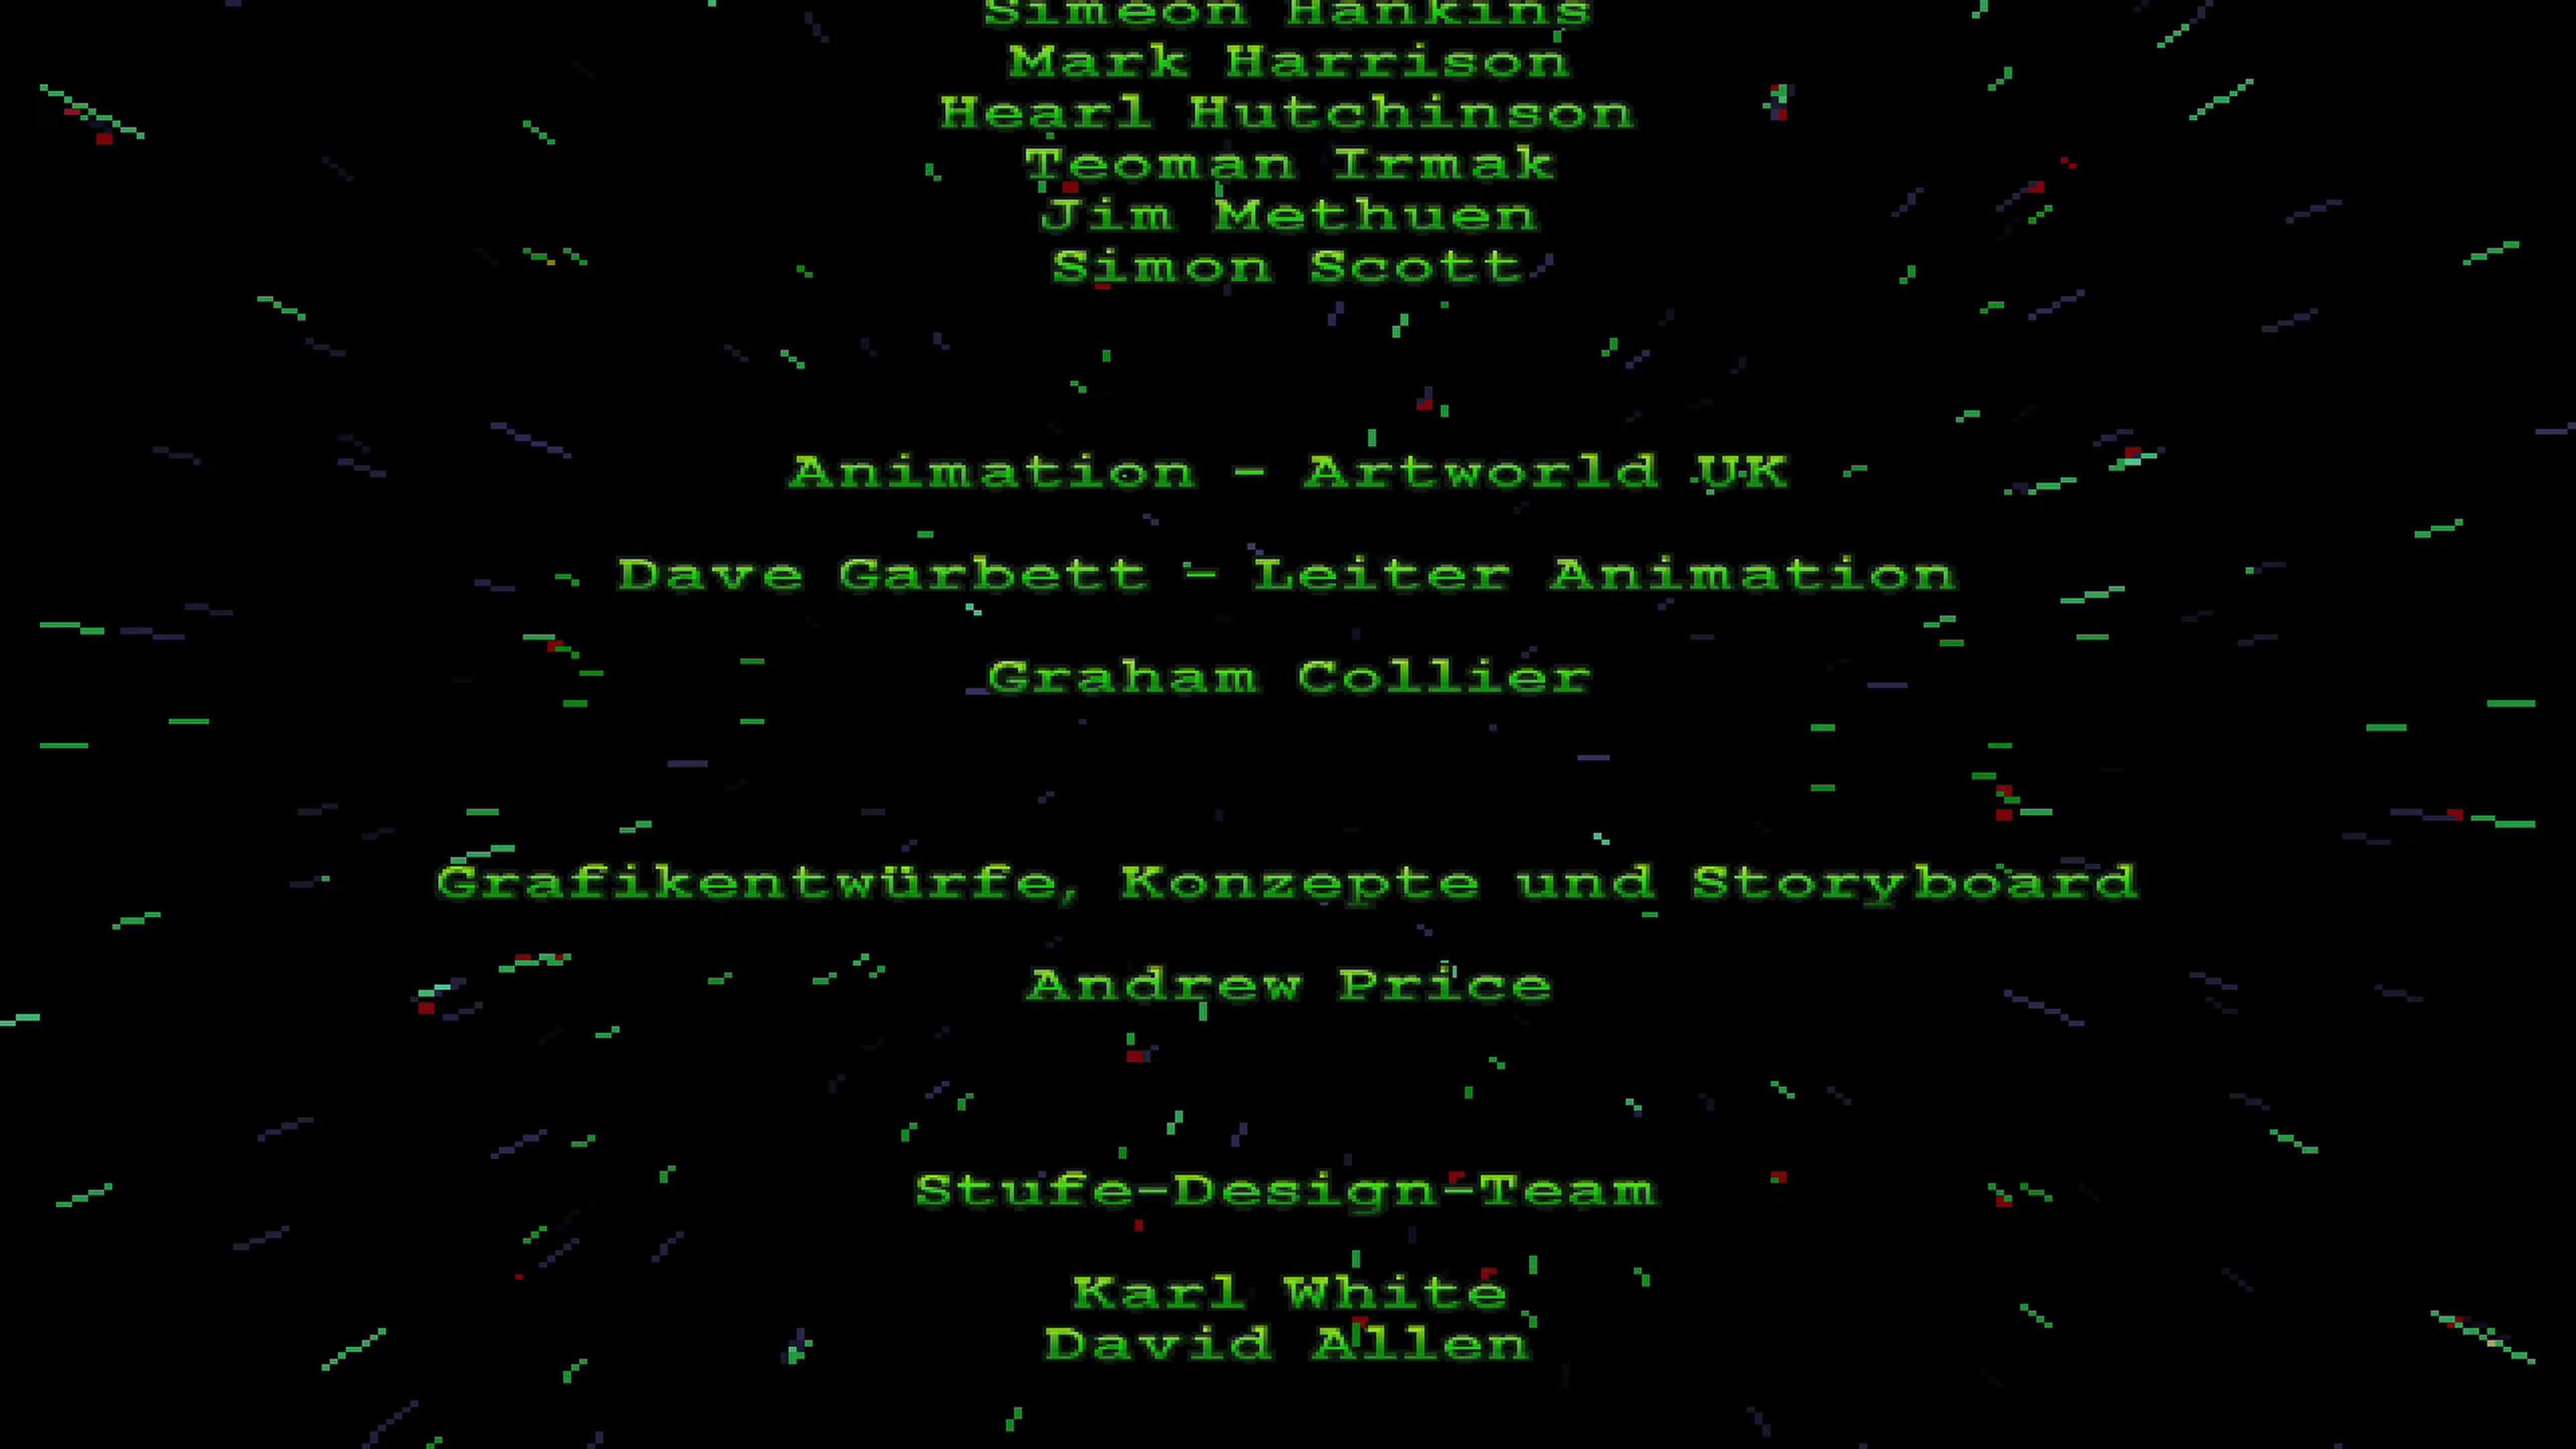 Simeon Hankins
Mark Harrison
Hearl Hutchinson
Teoman Irmak
Jim Methuen
Simon Scott
Animation - Artworld UK
Dave Garbett - Leiter Animation
Graham Collier
Grafikentwürfe, Konzepte und Storyboard
Andrew Price
Stufe-Design-Team
Karl White
David Allen